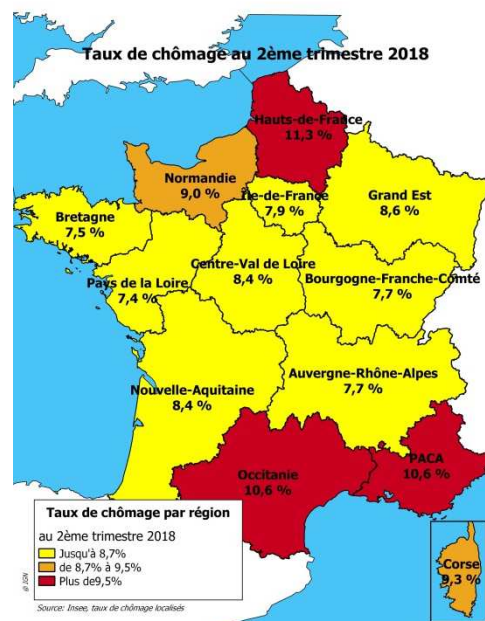 Taux de chômage au 2ème trimestre 2018
Hauts-de-France
11,3 %
Normandie
9,0 %
Île-de-France
7,9 %
Grand Est
8,6 %
Bretagne
7,5 %
Pays de la Loire
7,4 %
Centre-Val de Loire
8,4 %
Bourgogne-Franche-Comté
7,7 %
Nouvelle-Aquitaine
8,4 %
Auvergne-Rhône-Alpes
7,7 %
Occitanie
10,6 %
PACA
10,6 %
Corse
9,3 %
Taux de chômage par région
au 2ème trimestre 2018
Jusqu'à 8,7%
de 8,7% à 9,5%
Plus de9,5%
@ IGN
Source: Insee, taux de chômage localisés